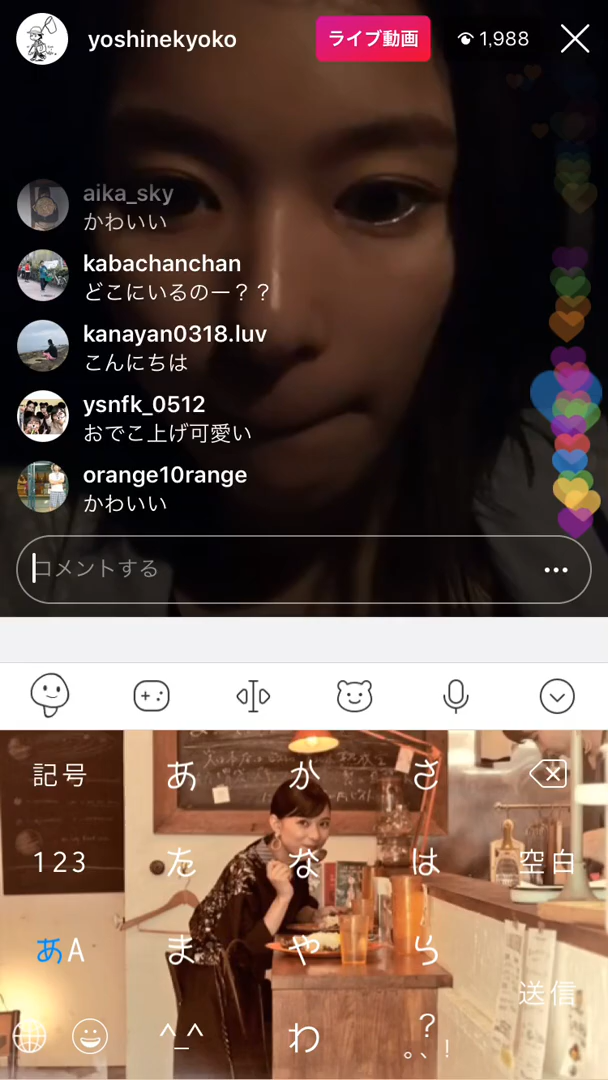 yoshinekyoko
ライブ動画
1,988
aika_sky
かわいい
kabachanchan
どこにいるのー？？
kanayan0318.luv
こんにちは
ysnfk_0512
おでこ上げ可愛い
orange10range
かわいい
コメントする
記号 あ か さ
123 た な は 空白
あA ま や ら 送信
^_^ わ 。、?!